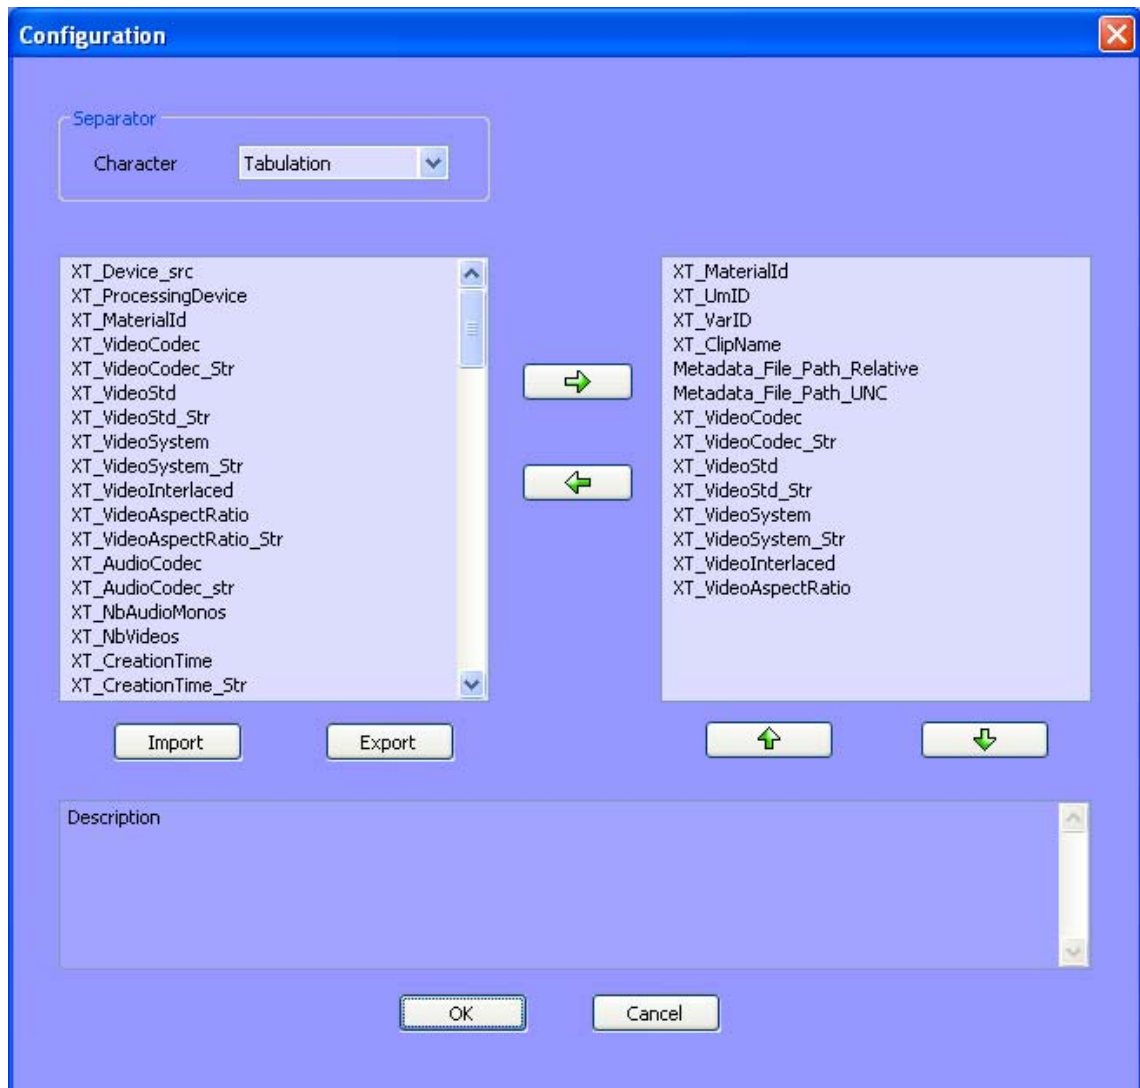 Configuration
Separator
Character
Tabulation
XT_Device_src
XT_ProcessingDevice
XT_MaterialId
XT_VideoCodec
XT_VideoCodec_Str
XT_VideoStd
XT_VideoStd_Str
XT_VideoSystem
XT_VideoSystem_Str
XT_VideoInterlaced
XT_VideoAspectRatio
XT_VideoAspectRatio_Str
XT_AudioCodec
XT_AudioCodec_str
XT_NbAudioMonos
XT_NbVideos
XT_CreationTime
XT_CreationTime_Str
XT_MaterialId
XT_UmID
XT_VarID
XT_ClipName
Metadata_File_Path_Relative
Metadata_File_Path_UNC
XT_VideoCodec
XT_VideoCodec_Str
XT_VideoStd
XT_VideoStd_Str
XT_VideoSystem
XT_VideoSystem_Str
XT_VideoInterlaced
XT_VideoAspectRatio
Import
Export
Description
OK
Cancel